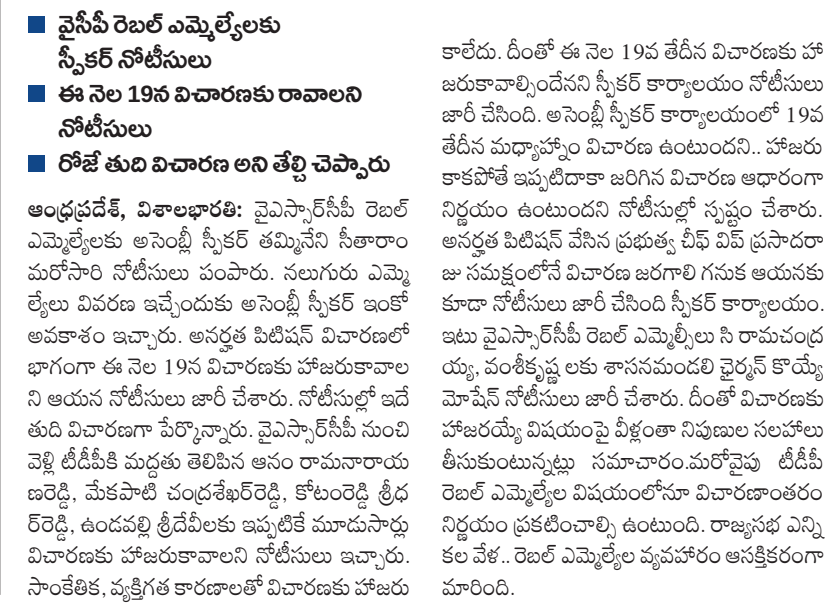 వైసీపీ రెబల్ ఎమ్మెల్యేలకు
స్పీకర్ నోటీసులు
ఈ నెల 19న విచారణకు రావాలని
నోటీసులు
రోజే తుది విచారణ అని తేల్చి చెప్పారు
ఆంధ్రప్రదేశ్, విశాలభారతి: వైఎస్సార్‌సీపీ రెబల్
ఎమ్మెల్యేలకు అసెంబ్లీ స్పీకర్ తమ్మినేని సీతారాం
మరోసారి నోటీసులు పంపారు. నలుగురు ఎమ్మె
ల్యేలు వివరణ ఇచ్చేందుకు అసెంబ్లీ స్పీకర్ ఇంకో
అవకాశం ఇచ్చారు. అనర్హత పిటిషన్ విచారణలో
భాగంగా ఈ నెల 19న విచారణకు హాజరుకావాల
ని ఆయన నోటీసులు జారీ చేశారు. నోటీసుల్లో ఇదే
తుది విచారణగా పేర్కొన్నారు. వైఎస్సార్‌సీపీ నుంచి
వెళ్లి టీడీపీకి మద్దతు తెలిపిన ఆనం రామనారాయ
ణరెడ్డి, మేకపాటి చంద్రశేఖర్‌రెడ్డి, కోటంరెడ్డి శ్రీధ
ర్‌రెడ్డి, ఉండవల్లి శ్రీదేవీలకు ఇప్పటికే మూడుసార్లు
విచారణకు హాజరుకావాలని నోటీసులు ఇచ్చారు.
సాంకేతిక, వ్యక్తిగత కారణాలతో విచారణకు హాజరు
కాలేదు. దీంతో ఈ నెల 19వ తేదీన విచారణకు హా
జరుకావాల్సిందేనని స్పీకర్ కార్యాలయం నోటీసులు
జారీ చేసింది. అసెంబ్లీ స్పీకర్ కార్యాలయంలో 19వ
తేదీన మధ్యాహ్నాం విచారణ ఉంటుందని.. హాజరు
కాకపోతే ఇప్పటిదాకా జరిగిన విచారణ ఆధారంగా
నిర్ణయం ఉంటుందని నోటీసుల్లో స్పష్టం చేశారు.
అనర్హత పిటిషన్ వేసిన ప్రభుత్వ చీఫ్ విప్ ప్రసాదరా
జు సమక్షంలోనే విచారణ జరగాలి గనుక ఆయనకు
కూడా నోటీసులు జారీ చేసింది స్పీకర్ కార్యాలయం.
ఇటు వైఎస్సార్‌సీపీ రెబల్ ఎమ్మెల్సీలు సి రామచంద్ర
య్య, వంశీకృష్ణ లకు శాసనమండలి ఛైర్మన్ కొయ్యే
మోషేన్ నోటీసులు జారీ చేశారు. దీంతో విచారణకు
హాజరయ్యే విషయంపై వీళ్లంతా నిపుణుల సలహాలు
తీసుకుంటున్నట్లు సమాచారం.మరోవైపు టీడీపీ
రెబల్ ఎమ్మెల్యేల విషయంలోనూ విచారణాంతరం
నిర్ణయం ప్రకటించాల్సి ఉంటుంది. రాజ్యసభ ఎన్ని
కల వేళ.. రెబల్ ఎమ్మెల్యేల వ్యవహారం ఆసక్తికరంగా
మారింది.